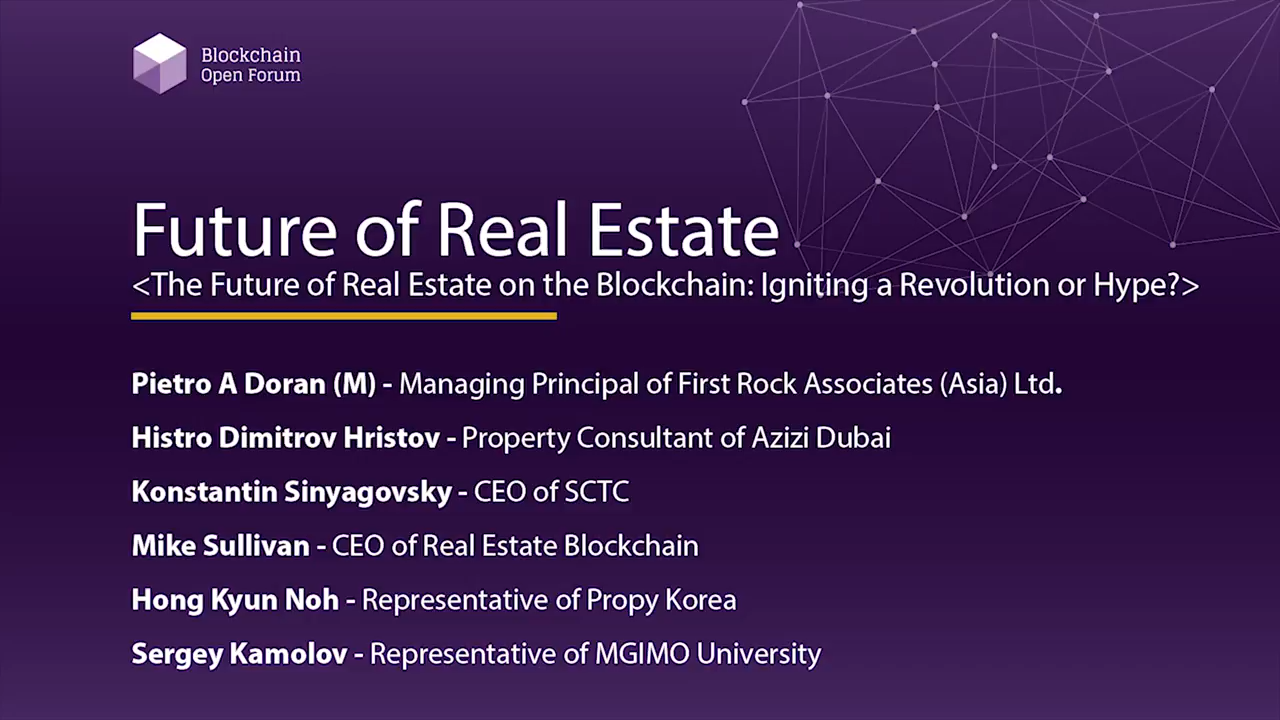 Blockchain
Open Forum
Future of Real Estate
<The Future of Real Estate on the Blockchain: Igniting a Revolution or Hype?>
Pietro A Doran (M) - Managing Principal of First Rock Associates (Asia) Ltd.
Histro Dimitrov Hristov - Property Consultant of Azizi Dubai
Konstantin Sinyagovsky - CEO of SCTC
Mike Sullivan - CEO of Real Estate Blockchain
Hong Kyun Noh - Representative of Propy Korea
Sergey Kamolov - Representative of MGIMO University